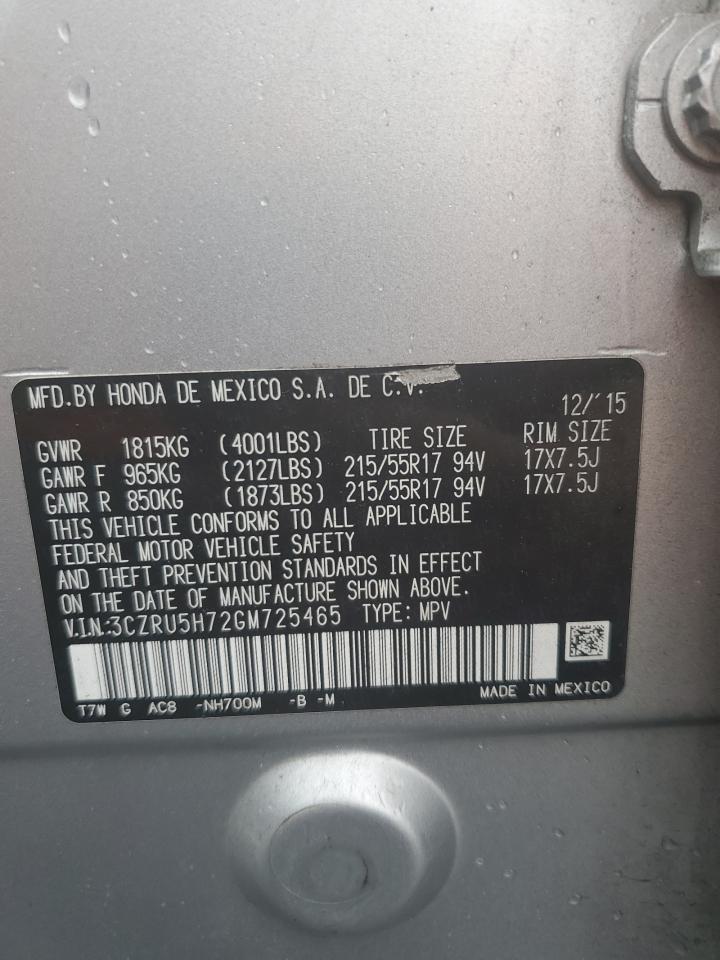 MFD.BY HONDA DE MEXICO S.A. DE C.V.
12/'15
GVWR 1815KG (4001LBS) TIRE SIZE RIM SIZE
GAWR F 965KG (2127LBS) 215/55R17 94V 17X7.5J
GAWR R 850KG (1873LBS) 215/55R17 94V 17X7.5J
THIS VEHICLE CONFORMS TO ALL APPLICABLE
FEDERAL MOTOR VEHICLE SAFETY
AND THEFT PREVENTION STANDARDS IN EFFECT
ON THE DATE OF MANUFACTURE SHOWN ABOVE.
V.I.N.:3CZRU5H72GM725465 TYPE: MPV
T7W G AC8 -NH700M -B -M MADE IN MEXICO